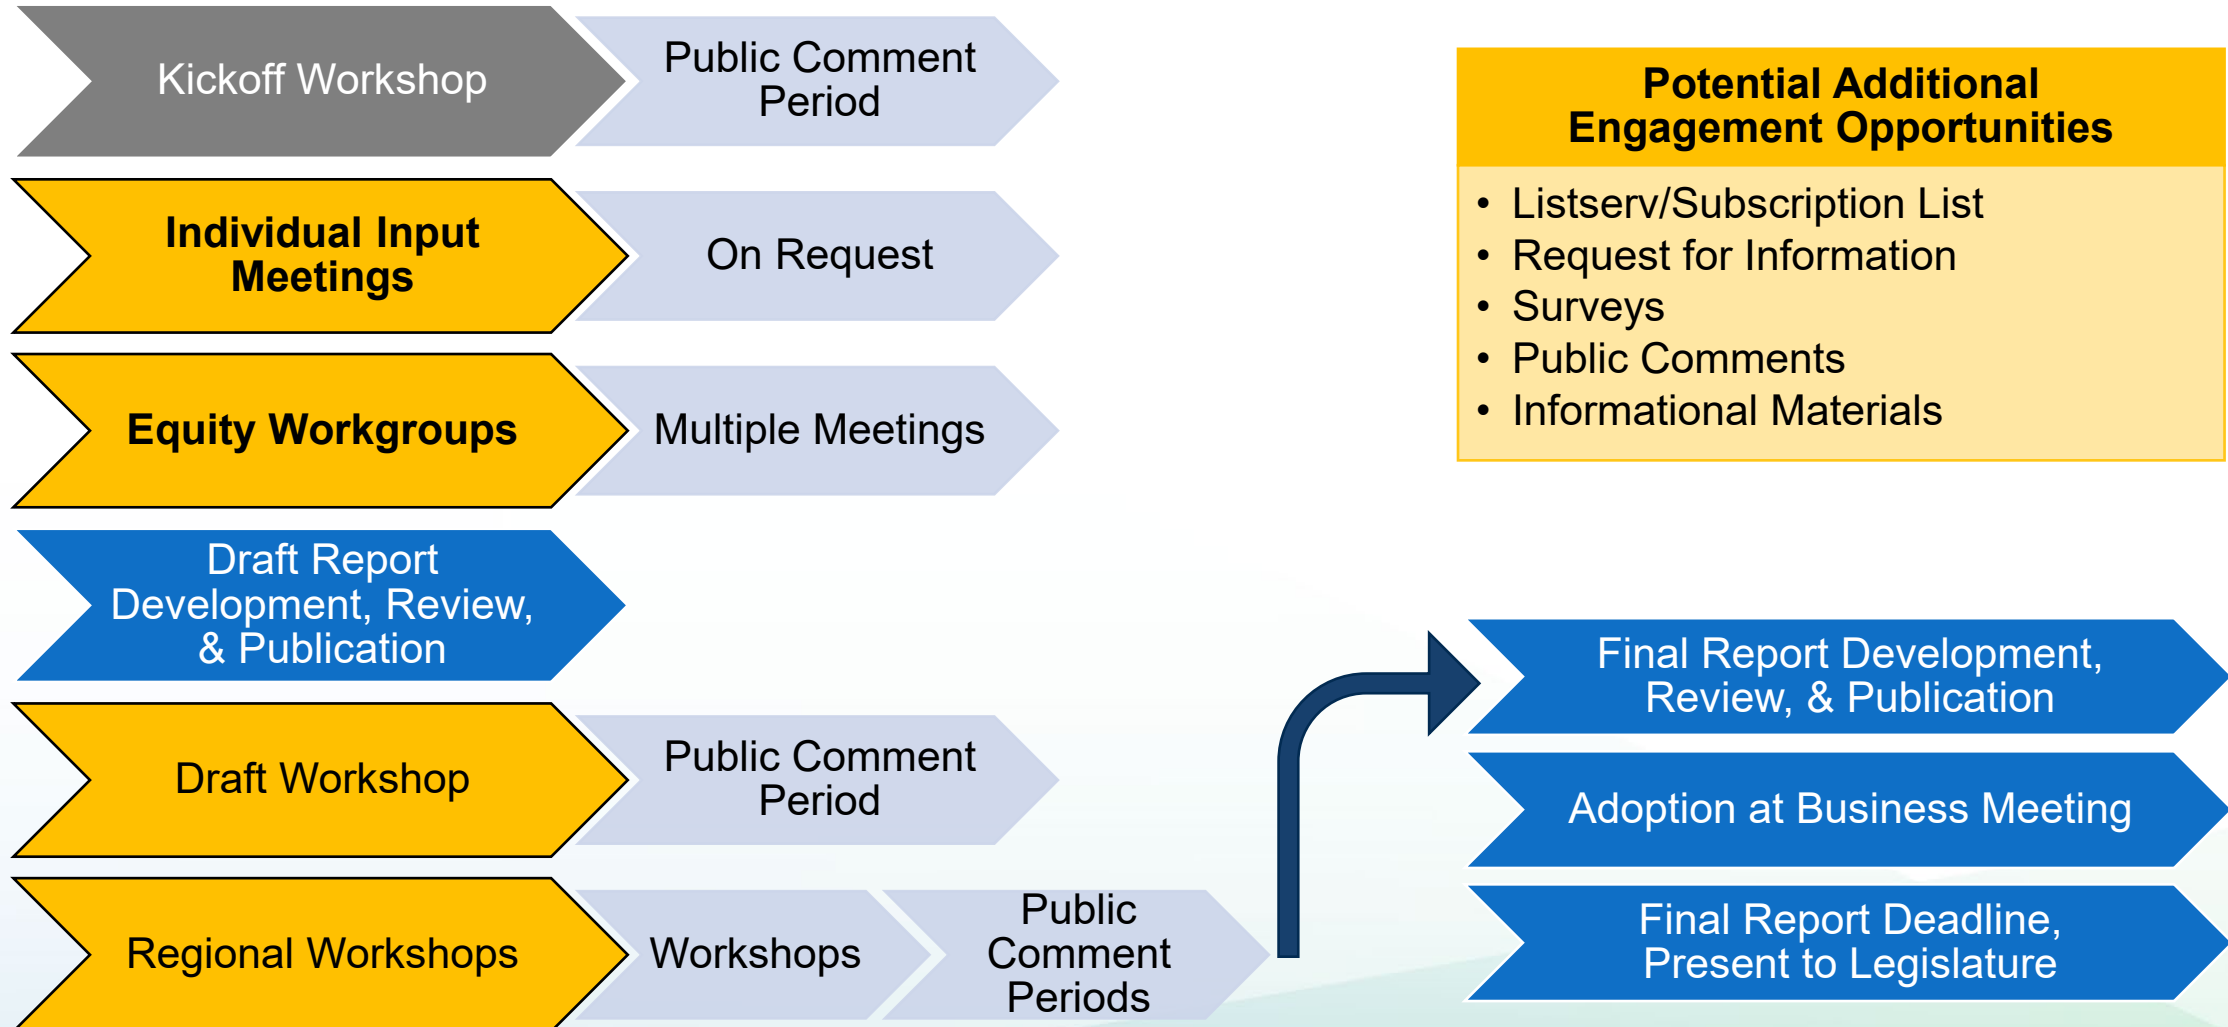 Kickoff Workshop
Public Comment
Period
Individual Input
Meetings
On Request
Equity Workgroups
Multiple Meetings
Draft Report
Development, Review,
& Publication
Draft Workshop
Public Comment
Period
Regional Workshops
Workshops
Public
Comment
Periods
Potential Additional
Engagement Opportunities
• Listserv/Subscription List
• Request for Information
• Surveys
• Public Comments
• Informational Materials
Final Report Development,
Review, & Publication
Adoption at Business Meeting
Final Report Deadline,
Present to Legislature